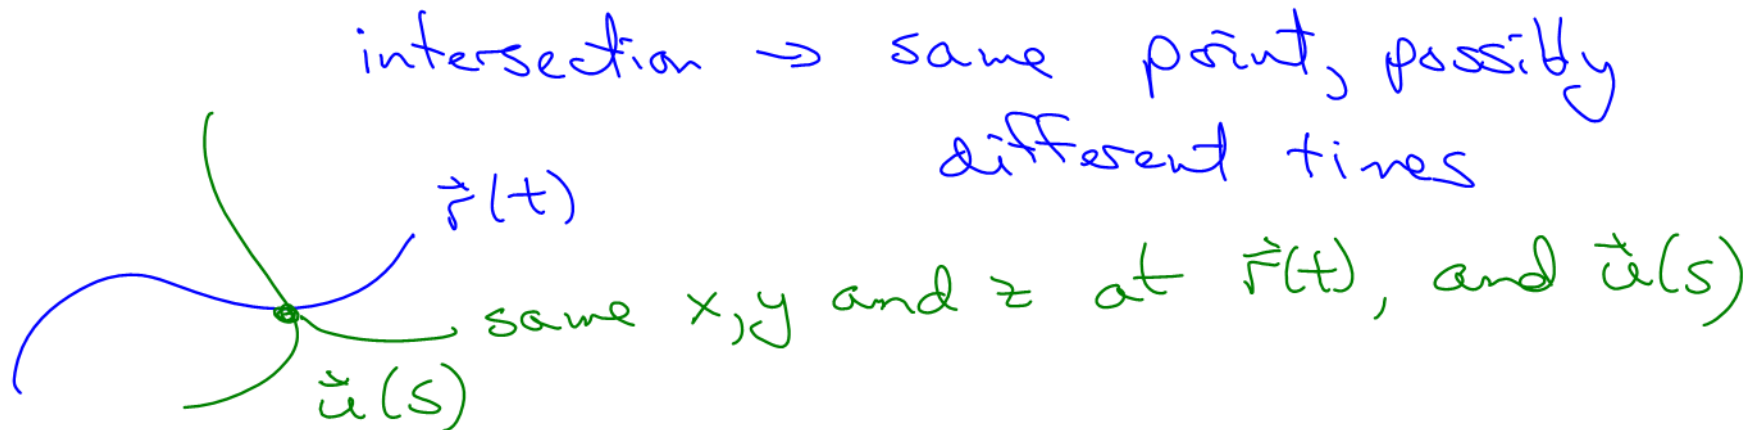 intersection → same point, possibly
different times
r⃗(t)
same x,y and z at r⃗(t), and u⃗(s)
u⃗(s)